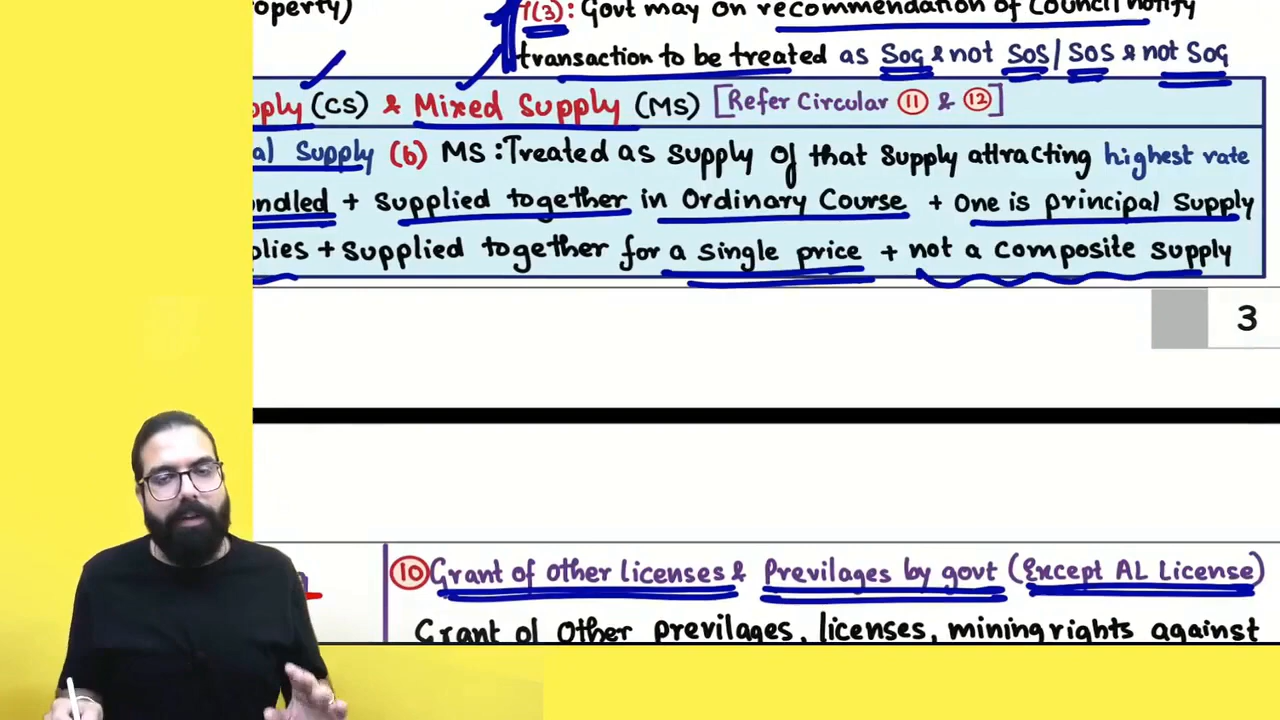 operty)
7(3): Govt may on recommendation of Council notify
transaction to be treated as SOG & not SOS / SOS & not SOG
pply (CS) & Mixed Supply (MS) [Refer Circular 11 & 12]
al Supply (b) MS : Treated as supply of that supply attracting highest rate
ndled + Supplied together in Ordinary Course + One is principal supply
plies + supplied together for a single price + not a composite supply
3
10 Grant of other licenses & Previlages by govt (Except AL License)
Grant of other previlages, licenses, mining rights against